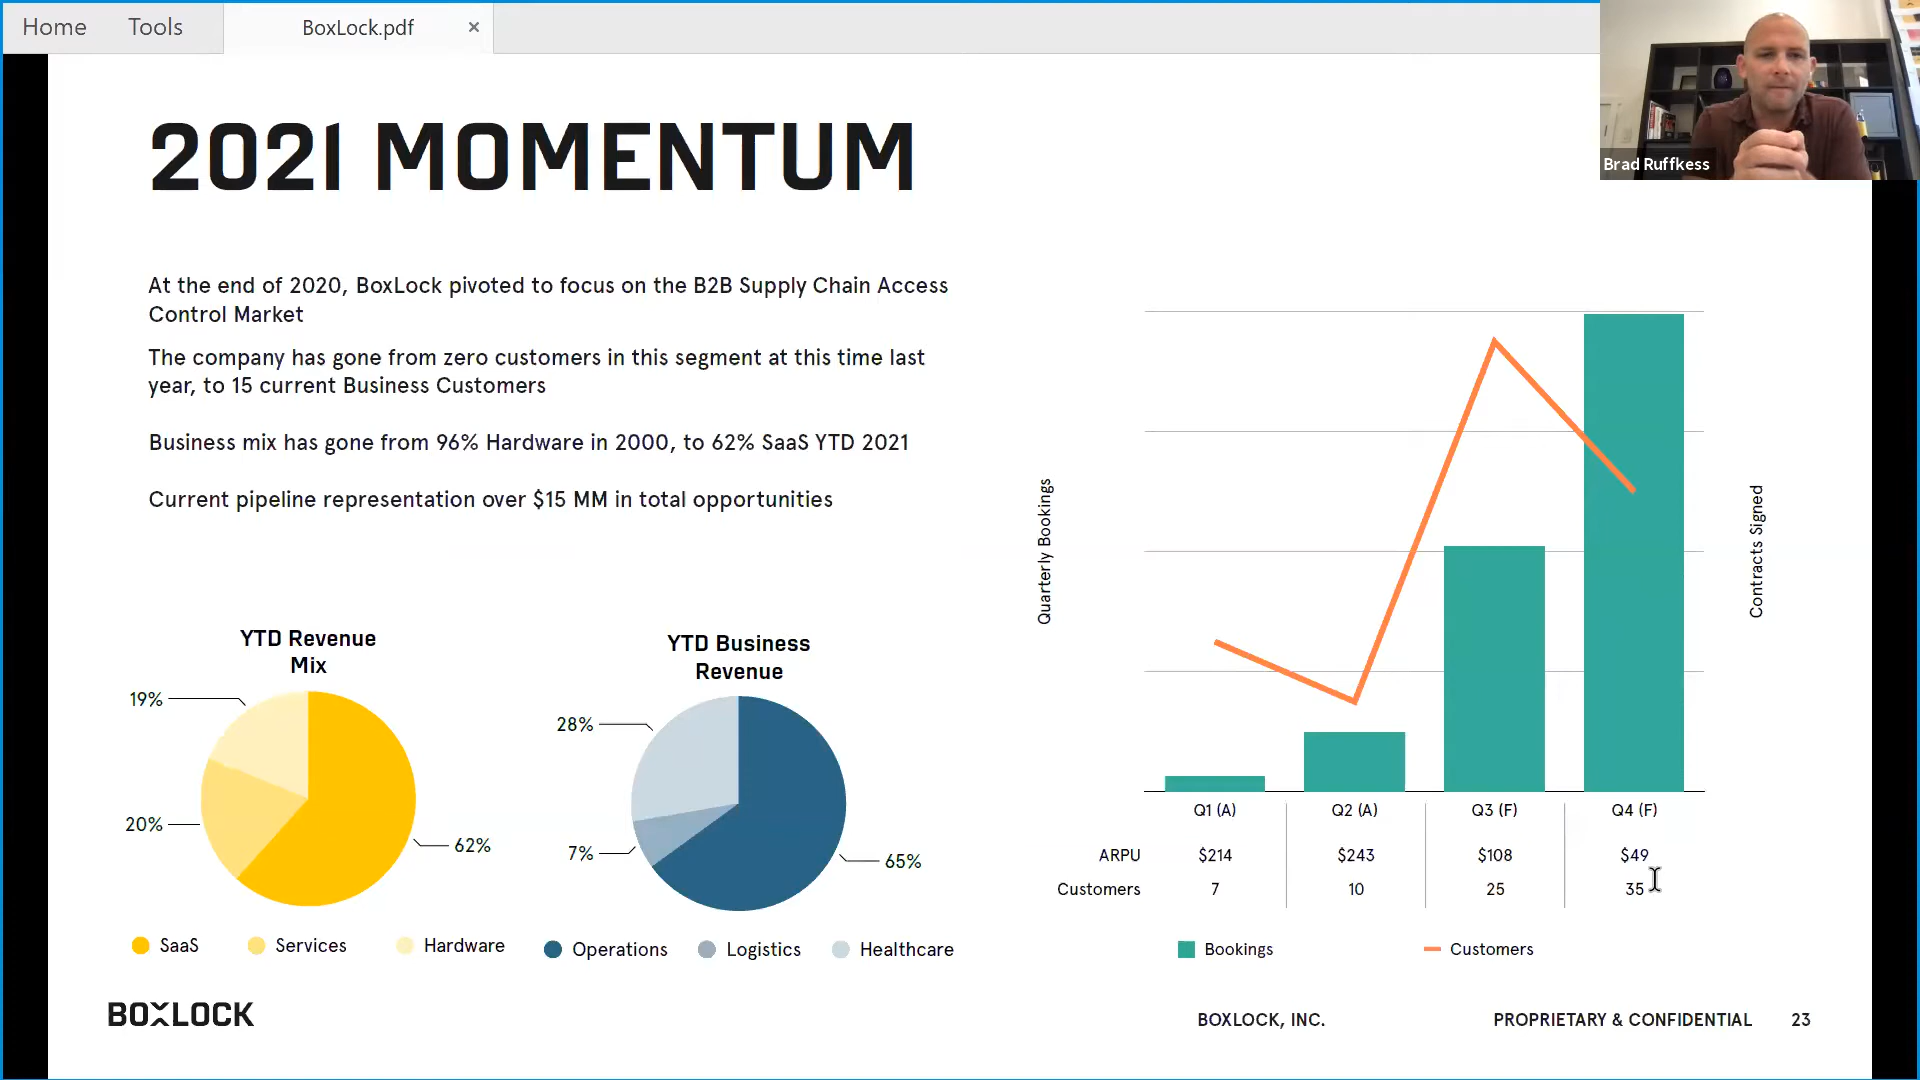 Home Tools BoxLock.pdf ×
Brad Ruffkess
2021 MOMENTUM
At the end of 2020, BoxLock pivoted to focus on the B2B Supply Chain Access
Control Market
The company has gone from zero customers in this segment at this time last
year, to 15 current Business Customers
Business mix has gone from 96% Hardware in 2000, to 62% SaaS YTD 2021
Current pipeline representation over $15 MM in total opportunities
YTD Revenue
Mix
19%
20%
62%
SaaS Services Hardware
YTD Business
Revenue
28%
7%
65%
Operations Logistics Healthcare
Quarterly Bookings
Contracts Signed
Q1 (A) Q2 (A) Q3 (F) Q4 (F)
ARPU $214 $243 $108 $49
Customers 7 10 25 35
Bookings Customers
BOXLOCK
BOXLOCK, INC.
PROPRIETARY & CONFIDENTIAL 23